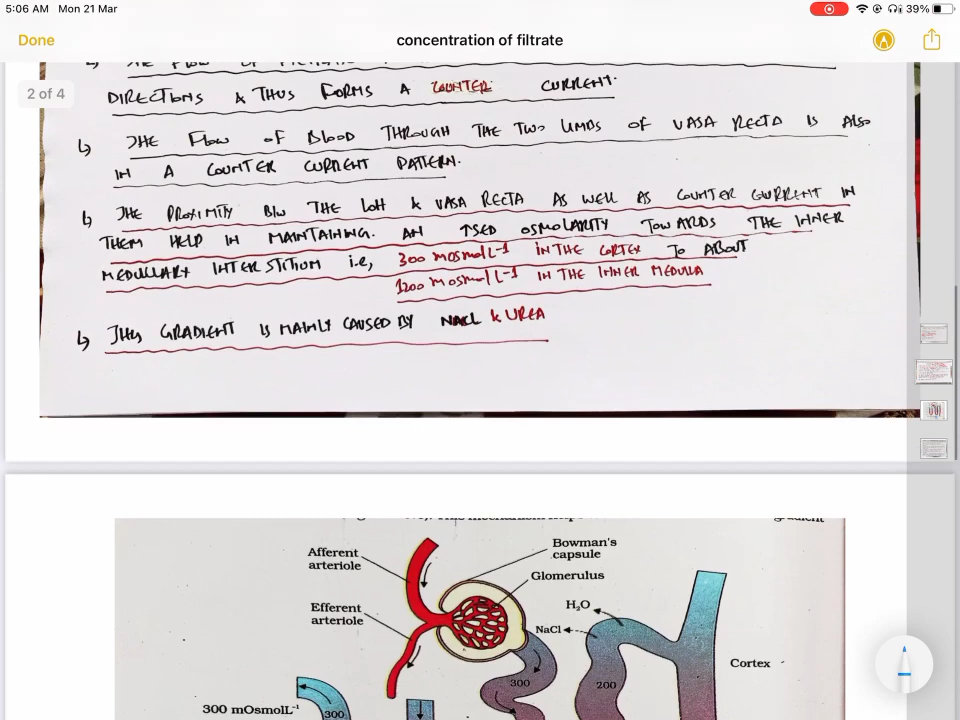 5:06 AM Mon 21 Mar
39%
Done
concentration of filtrate
2 of 4
DIRECTIONS & THUS FORMS A COUNTER CURRENT.
↳ THE FLOW OF BLOOD THROUGH THE TWO LIMBS OF VASA RECTA IS ALSO
IN A COUNTER CURRENT PATTERN.
↳ THE PROXIMITY B/W THE LOH & VASA RECTA AS WELL AS COUNTER CURRENT IN
THEM HELP IN MAINTAINING. AN ↑SED OSMOLARITY TOWARDS THE INNER
MEDULLARY INTERSTITIUM i.e, 300 mosmol L-1 IN THE CORTEX TO ABOUT
1200 mosmol L-1 IN THE INNER MEDULLA
↳ THIS GRADIENT IS MAINLY CAUSED BY NACL & UREA
gradient
Afferent
arteriole
Bowman's
capsule
Glomerulus
Efferent
arteriole
H₂O
NaCl
Cortex
300
200
300 mOsmolL⁻¹
300